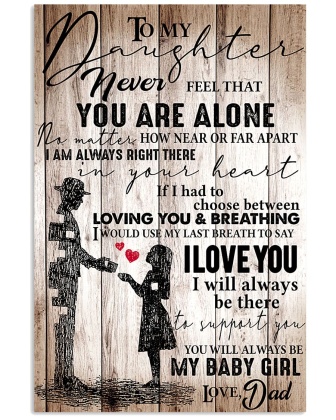 TO MY
Daughter
Never FEEL THAT
YOU ARE ALONE
No matter HOW NEAR OR FAR APART
I AM ALWAYS RIGHT THERE
in your heart
If I had to
choose between
LOVING YOU & BREATHING
I WOULD USE MY LAST BREATH TO SAY
I LOVE YOU
I will always
be there
to support you
YOU WILL ALWAYS BE
MY BABY GIRL
LOVE, Dad